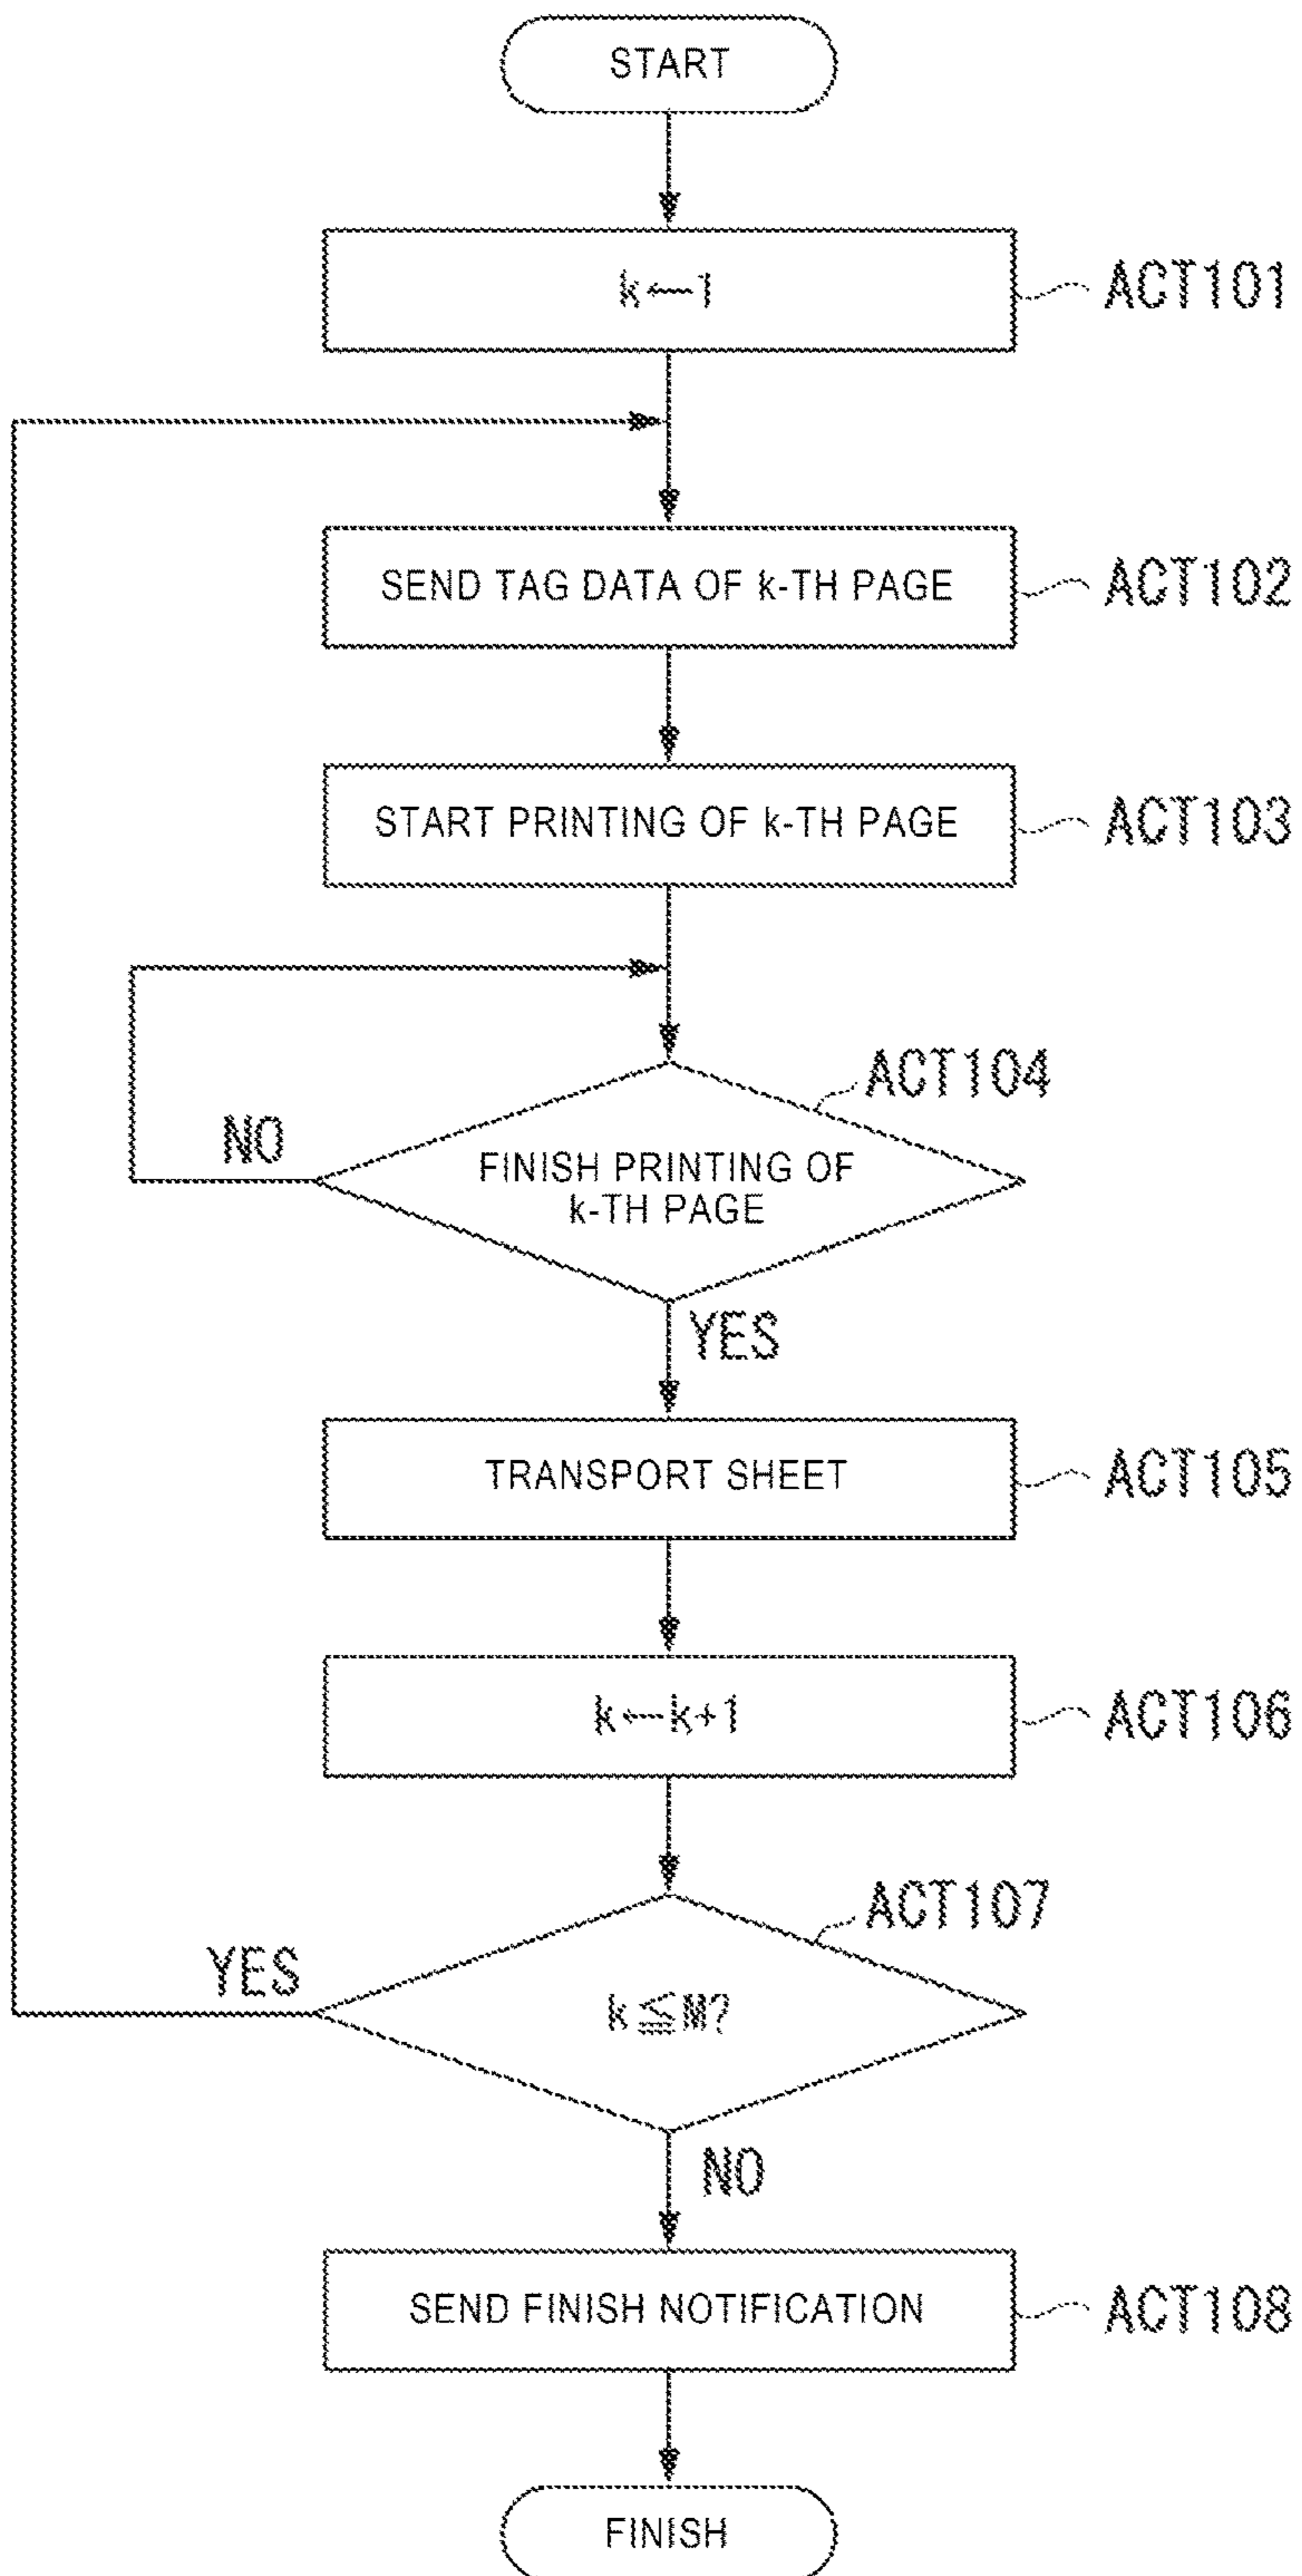 START
k←1
ACT101
SEND TAG DATA OF k-TH PAGE
ACT102
START PRINTING OF k-TH PAGE
ACT103
ACT104
NO
FINISH PRINTING OF
k-TH PAGE
YES
TRANSPORT SHEET
ACT105
k←k+1
ACT106
ACT107
YES
k≦M?
NO
SEND FINISH NOTIFICATION
ACT108
FINISH